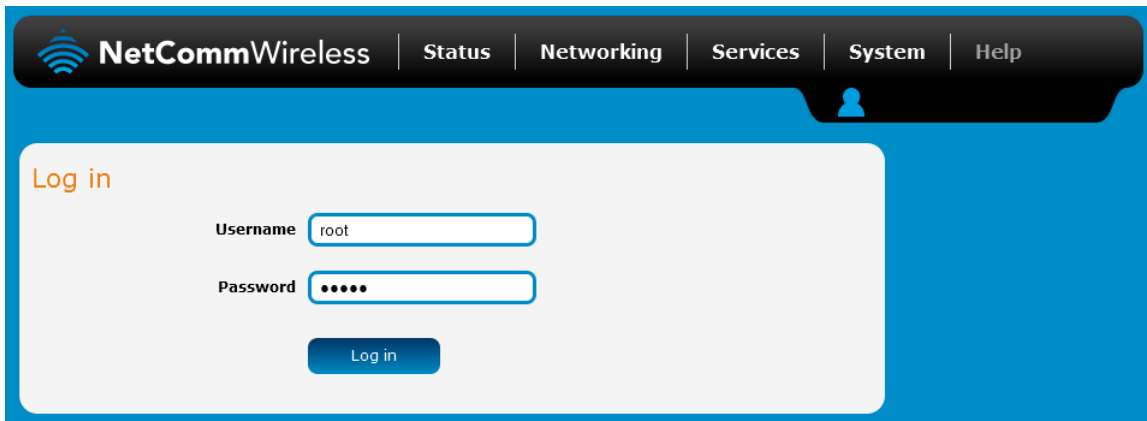 NetCommWireless Status Networking Services System Help
Log in
Username root
Password •••••
Log in